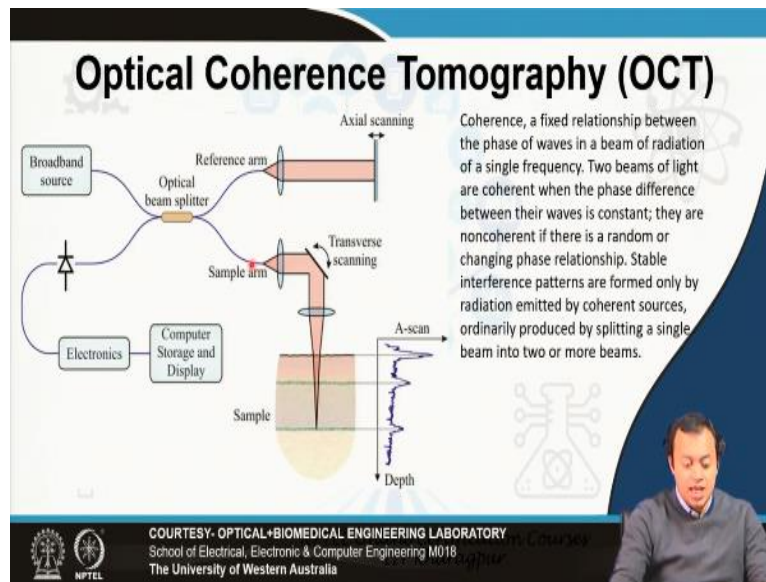 Optical Coherence Tomography (OCT)
Coherence, a fixed relationship between
the phase of waves in a beam of radiation
of a single frequency. Two beams of light
are coherent when the phase difference
between their waves is constant; they are
noncoherent if there is a random or
changing phase relationship. Stable
interference patterns are formed only by
radiation emitted by coherent sources,
ordinarily produced by splitting a single
beam into two or more beams.
Axial scanning
Broadband
source
Reference arm
Optical
beam splitter
Transverse
scanning
Sample arm
Electronics
Computer
Storage and
Display
A-scan
Sample
Depth
COURTESY- OPTICAL+BIOMEDICAL ENGINEERING LABORATORY
School of Electrical, Electronic & Computer Engineering M018
The University of Western Australia
NPTEL